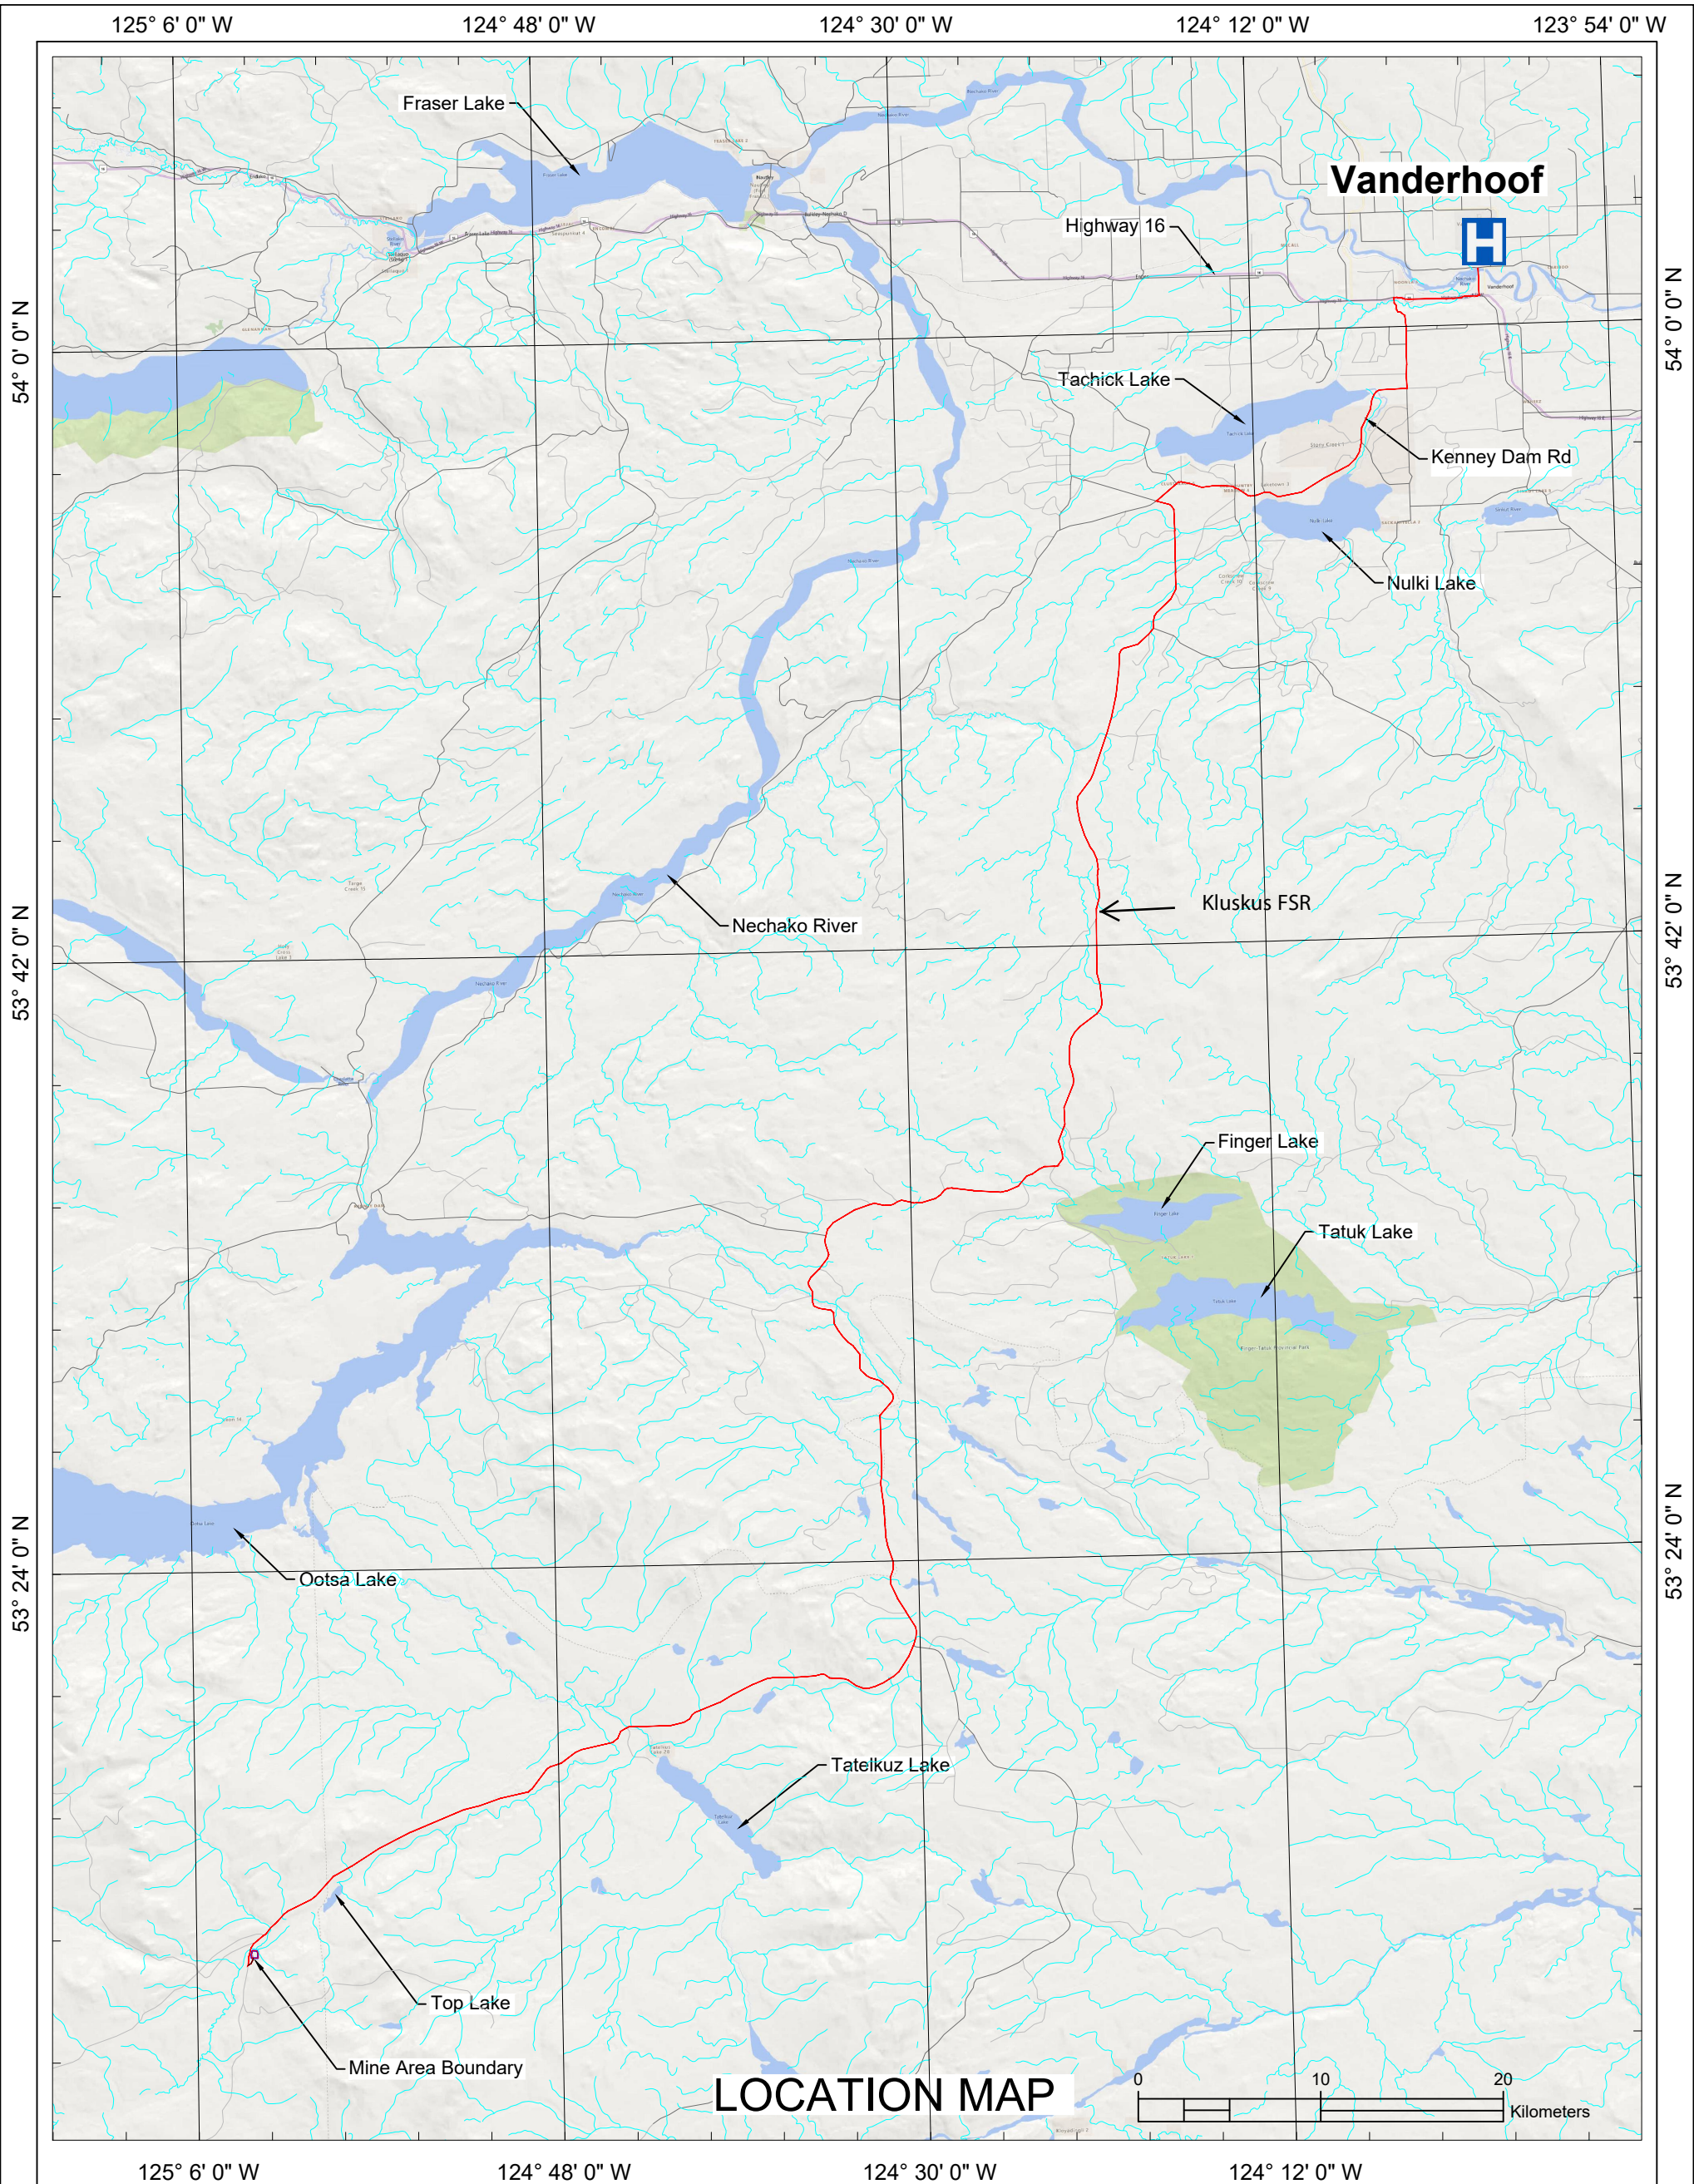 125° 6' 0" W
124° 48' 0" W
124° 30' 0" W
124° 12' 0" W
123° 54' 0" W
Fraser Lake
Vanderhoof
H
Highway 16
54° 0' 0" N
54° 0' 0" N
Tachick Lake
Kenney Dam Rd
Nulki Lake
Kluskus FSR
Nechako River
53° 42' 0" N
53° 42' 0" N
Finger Lake
Tatuk Lake
Finger-Tatuk Provincial Park
53° 24' 0" N
53° 24' 0" N
Ootsa Lake
Tatelkuz Lake
Top Lake
Mine Area Boundary
LOCATION MAP
0 10 20
Kilometers
125° 6' 0" W
124° 48' 0" W
124° 30' 0" W
124° 12' 0" W